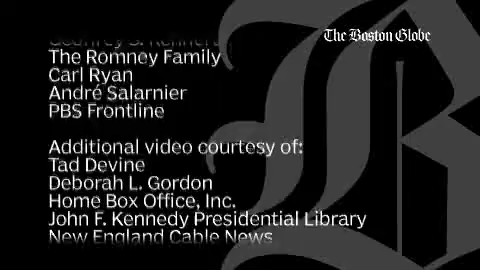 The Boston Globe
The Romney Family
Carl Ryan
André Salarnier
PBS Frontline
Additional video courtesy of:
Tad Devine
Deborah L. Gordon
Home Box Office, Inc.
John F. Kennedy Presidential Library
New England Cable News